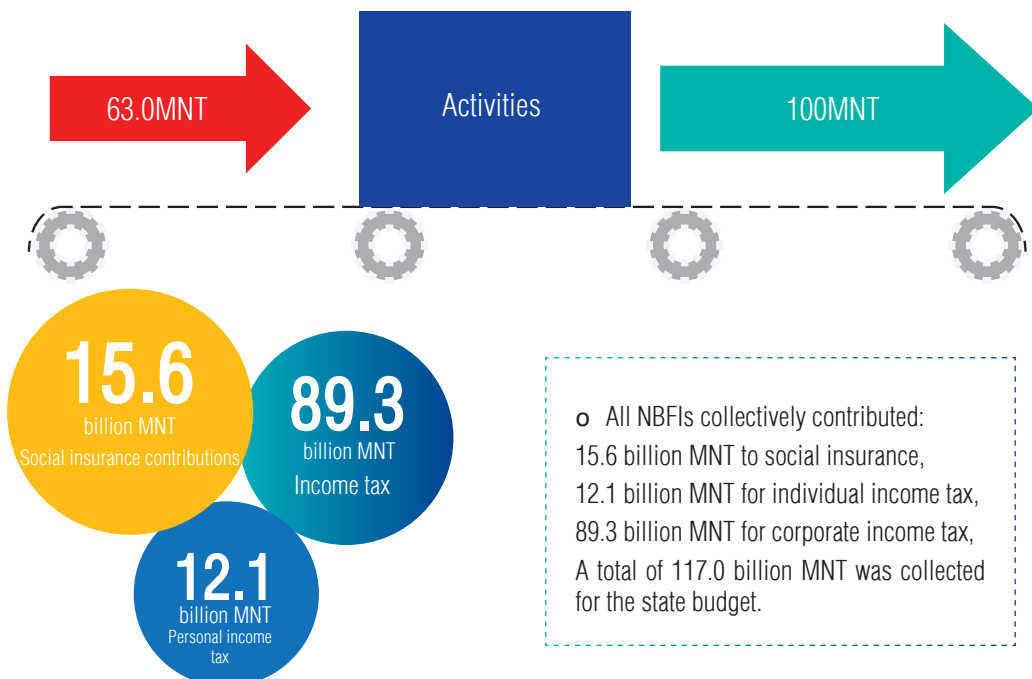 63.0MNT
Activities
100MNT
15.6
billion MNT
Social insurance contributions
89.3
billion MNT
Income tax
12.1
billion MNT
Personal income
tax
o All NBFIs collectively contributed:
15.6 billion MNT to social insurance,
12.1 billion MNT for individual income tax,
89.3 billion MNT for corporate income tax,
A total of 117.0 billion MNT was collected
for the state budget.